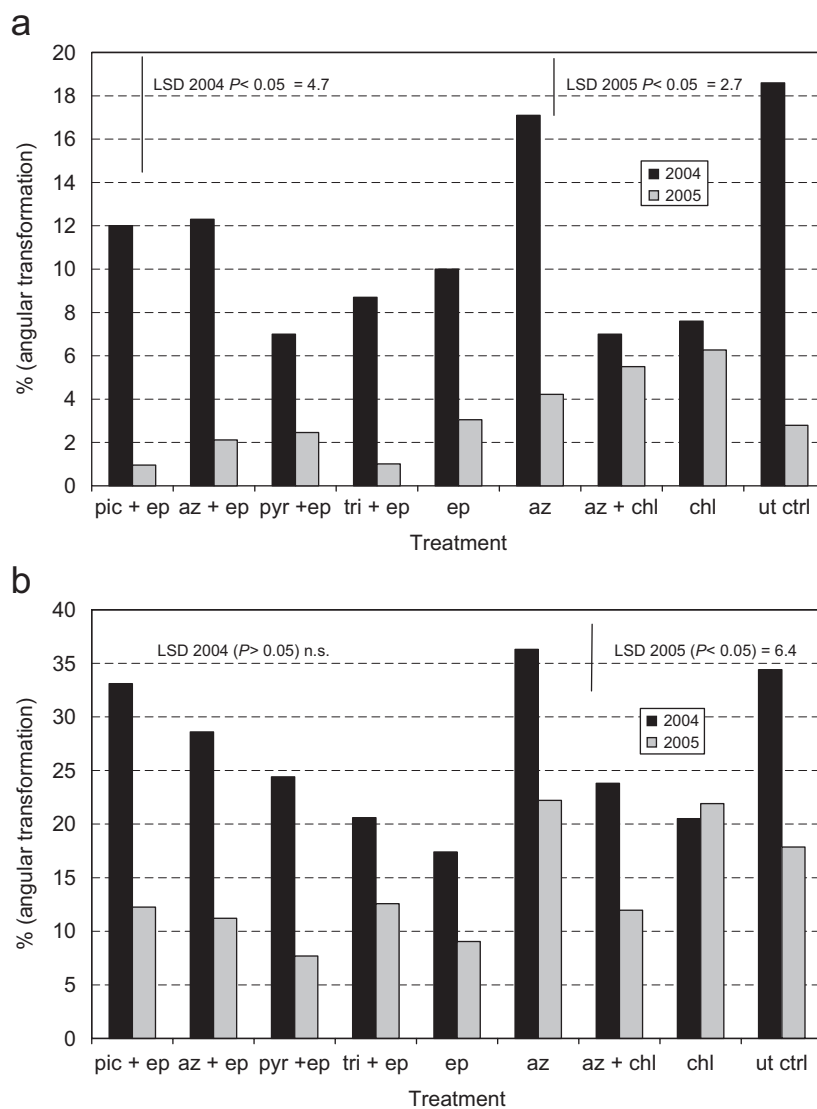 a
20
18
16
14
12
10
8
6
4
2
0
% (angular transformation)
LSD 2004 P< 0.05 = 4.7
LSD 2005 P< 0.05 = 2.7
2004
2005
pic + ep az + ep pyr +ep tri + ep ep az az + chl chl ut ctrl
Treatment
b
40
35
30
25
20
15
10
5
0
% (angular transformation)
LSD 2004 (P> 0.05) n.s.
LSD 2005 (P< 0.05) = 6.4
2004
2005
pic + ep az + ep pyr +ep tri + ep ep az az + chl chl ut ctrl
Treatment